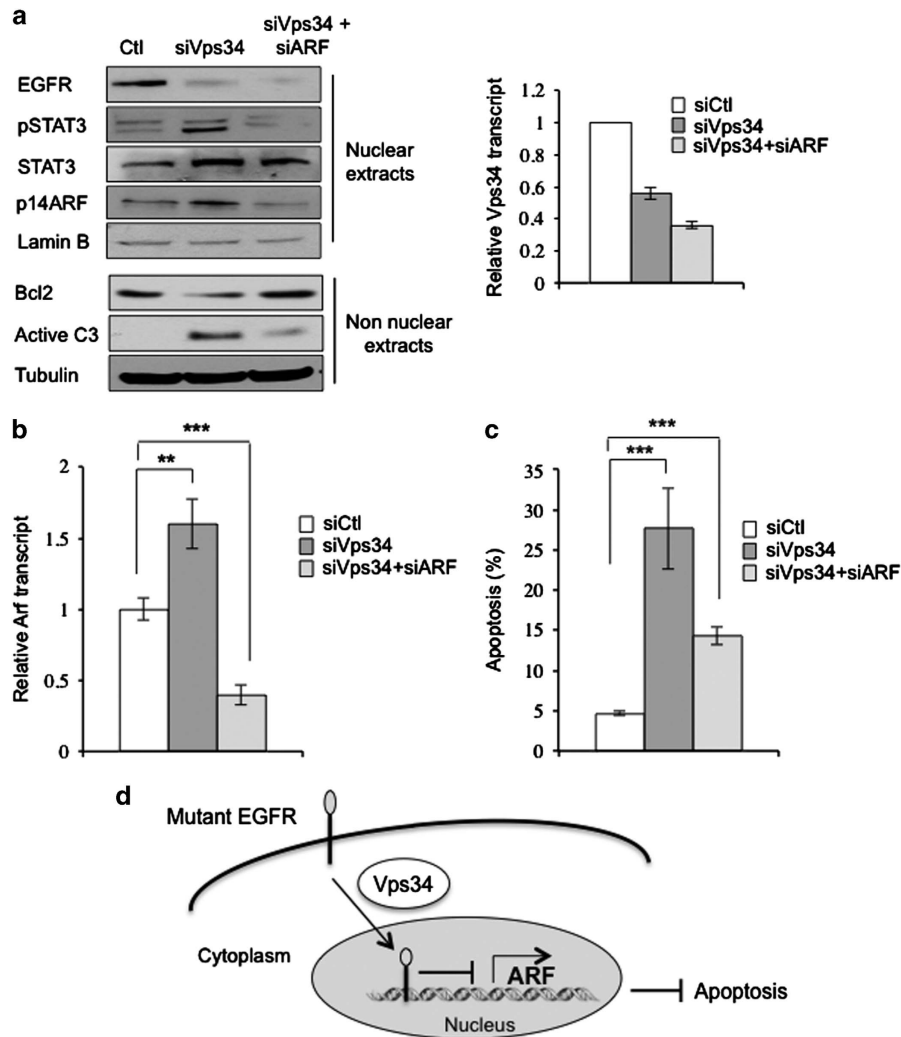 a
Ctl
siVps34
siVps34 +
siARF
EGFR
pSTAT3
STAT3
p14ARF
Lamin B
Nuclear
extracts
Bcl2
Active C3
Tubulin
Non nuclear
extracts
Relative Vps34 transcript
1.2
1
0.8
0.6
0.4
0.2
0
siCtl
siVps34
siVps34+siARF
b
Relative Arf transcript
2
1.5
1
0.5
0
***
**
siCtl
siVps34
siVps34+siARF
c
Apoptosis (%)
35
30
25
20
15
10
5
0
***
***
siCtl
siVps34
siVps34+siARF
d
Mutant EGFR
Vps34
Cytoplasm
ARF
Nucleus
Apoptosis